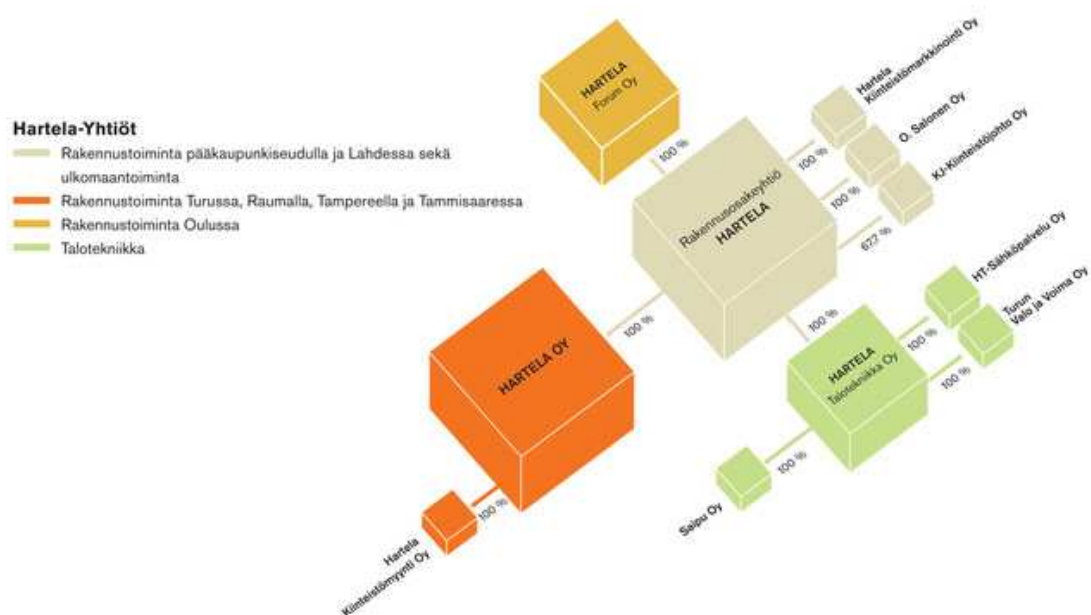 Hartela-Yhtiöt
Rakennustoiminta pääkaupunkiseudulla ja Lahdessa sekä
ulkomaantoiminta
Rakennustoiminta Turussa, Raumalla, Tampereella ja Tammisaaressa
Rakennustoiminta Oulussa
Talotekniikka
HARTELA
Forum Oy
100 %
Rakennusosakeyhtiö
HARTELA
100 %
Hartela
Kiinteistömarkkinointi Oy
100 %
O. Salonen Oy
67,7 %
KJ-Kiinteistöjohto Oy
100 %
HARTELA OY
100 %
Hartela
Kiinteistömyynti Oy
100 %
HARTELA
Talotekniikka Oy
100 %
HT-Sähköpalvelu Oy
100 %
Turun
Valo ja Voima Oy
100 %
Saipu Oy